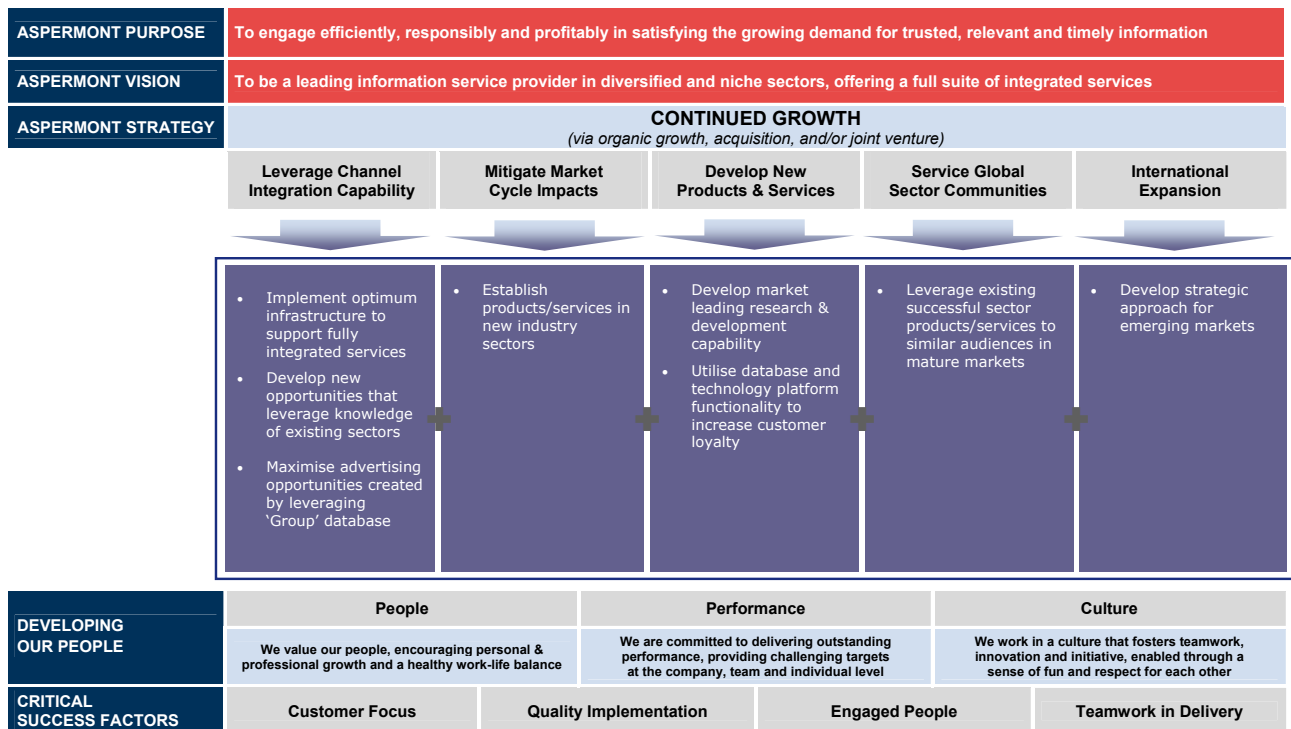 ASPERMONT PURPOSE
To engage efficiently, responsibly and profitably in satisfying the growing demand for trusted, relevant and timely information
ASPERMONT VISION
To be a leading information service provider in diversified and niche sectors, offering a full suite of integrated services
ASPERMONT STRATEGY
CONTINUED GROWTH
(via organic growth, acquisition, and/or joint venture)
Leverage Channel
Integration Capability
Mitigate Market
Cycle Impacts
Develop New
Products & Services
Service Global
Sector Communities
International
Expansion
• Implement optimum
infrastructure to
support fully
integrated services
• Develop new
opportunities that
leverage knowledge
of existing sectors
• Maximise advertising
opportunities created
by leveraging
‘Group’ database
• Establish
products/services in
new industry
sectors
• Develop market
leading research &
development
capability
• Utilise database and
technology platform
functionality to
increase customer
loyalty
• Leverage existing
successful sector
products/services to
similar audiences in
mature markets
• Develop strategic
approach for
emerging markets
DEVELOPING
OUR PEOPLE
People
We value our people, encouraging personal &
professional growth and a healthy work-life balance
Performance
We are committed to delivering outstanding
performance, providing challenging targets
at the company, team and individual level
Culture
We work in a culture that fosters teamwork,
innovation and initiative, enabled through a
sense of fun and respect for each other
CRITICAL
SUCCESS FACTORS
Customer Focus
Quality Implementation
Engaged People
Teamwork in Delivery